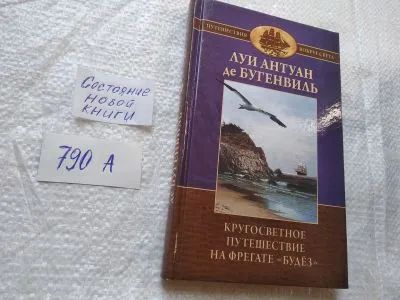 ПУТЕШЕСТВИЯ
ВОКРУГ СВЕТА
ЛУИ АНТУАН
де БУГЕНВИЛЬ
Состояние
новой
книги
790 А
КРУГОСВЕТНОЕ
ПУТЕШЕСТВИЕ
НА ФРЕГАТЕ «БУДЁЗ»